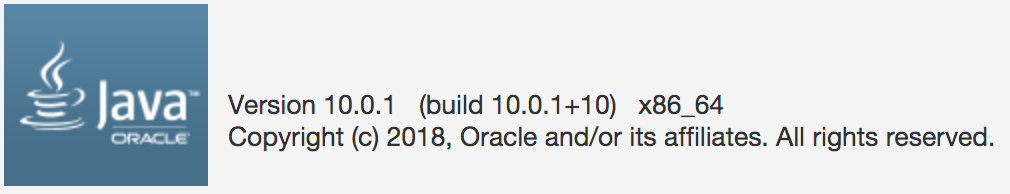 Java™
ORACLE
Version 10.0.1   (build 10.0.1+10)   x86_64
Copyright (c) 2018, Oracle and/or its affiliates. All rights reserved.